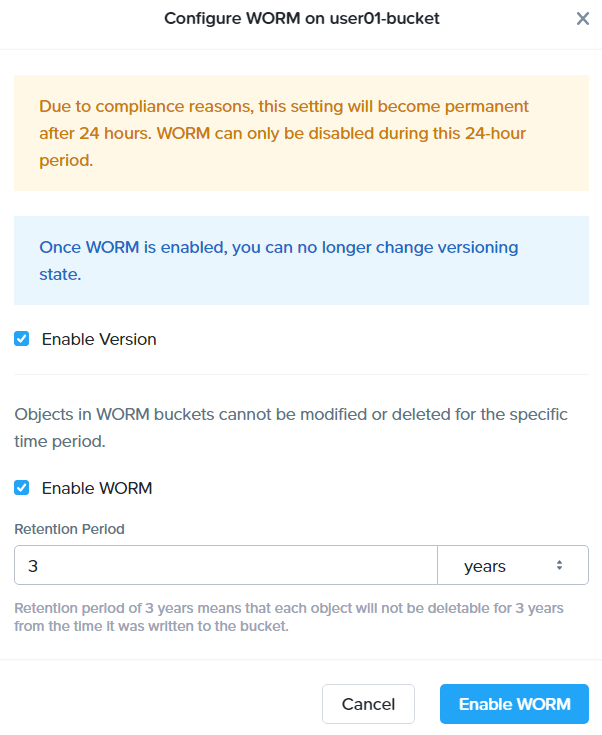 Configure WORM on user01-bucket
Due to compliance reasons, this setting will become permanent
after 24 hours. WORM can only be disabled during this 24-hour
period.
Once WORM is enabled, you can no longer change versioning
state.
Enable Version
Objects in WORM buckets cannot be modified or deleted for the specific
time period.
Enable WORM
Retention Period
3 years
Retention period of 3 years means that each object will not be deletable for 3 years
from the time it was written to the bucket.
Cancel Enable WORM